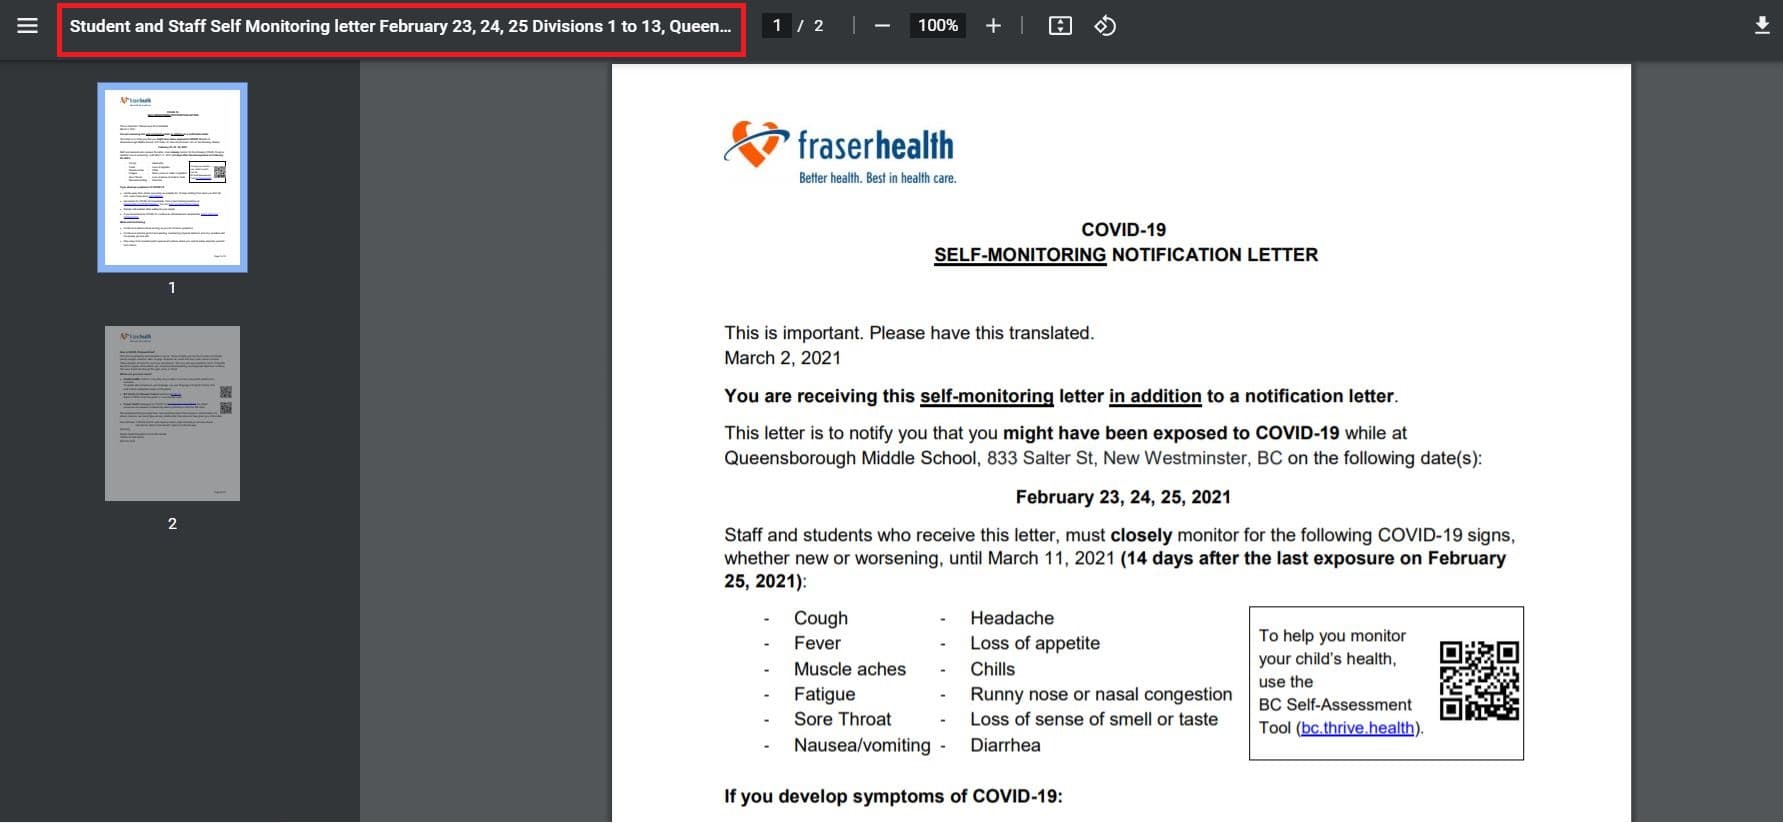 Student and Staff Self Monitoring letter February 23, 24, 25 Divisions 1 to 13, Queen...
1 / 2
100%
1
2
fraserhealth
Better health. Best in health care.
COVID-19
SELF-MONITORING NOTIFICATION LETTER
This is important. Please have this translated.
March 2, 2021
You are receiving this self-monitoring letter in addition to a notification letter.
This letter is to notify you that you might have been exposed to COVID-19 while at
Queensborough Middle School, 833 Salter St, New Westminster, BC on the following date(s):
February 23, 24, 25, 2021
Staff and students who receive this letter, must closely monitor for the following COVID-19 signs,
whether new or worsening, until March 11, 2021 (14 days after the last exposure on February
25, 2021):
- Cough
- Fever
- Muscle aches
- Fatigue
- Sore Throat
- Nausea/vomiting
- Headache
- Loss of appetite
- Chills
- Runny nose or nasal congestion
- Loss of sense of smell or taste
- Diarrhea
To help you monitor
your child's health,
use the
BC Self-Assessment
Tool (bc.thrive.health).
If you develop symptoms of COVID-19: